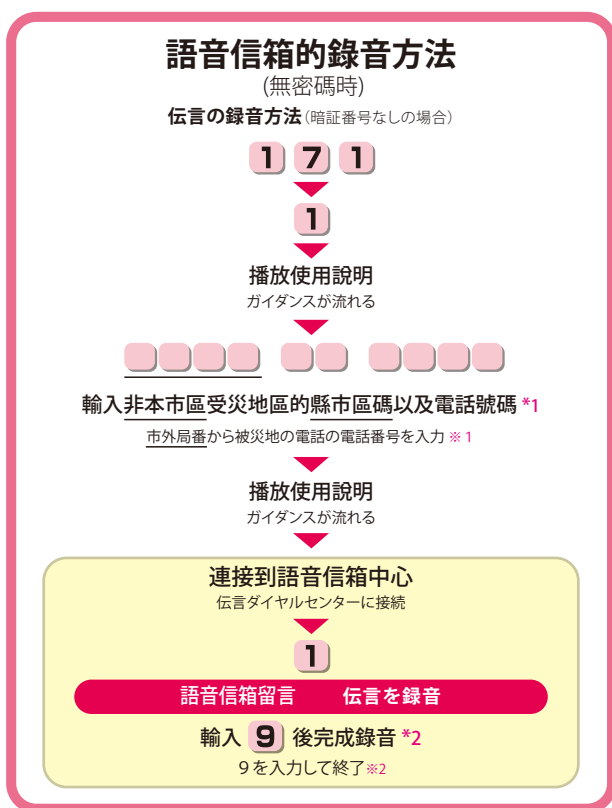 語音信箱的錄音方法
(無密碼時)
伝言の録音方法(暗証番号なしの場合)
1 7 1
1
播放使用說明
ガイダンスが流れる
輸入非本市區受災地區的縣市區碼以及電話號碼 *1
市外局番から被災地の電話の電話番号を入力 ※1
播放使用說明
ガイダンスが流れる
連接到語音信箱中心
伝言ダイヤルセンターに接続
1
語音信箱留言 伝言を録音
輸入 9 後完成錄音 *2
9を入力して終了※2